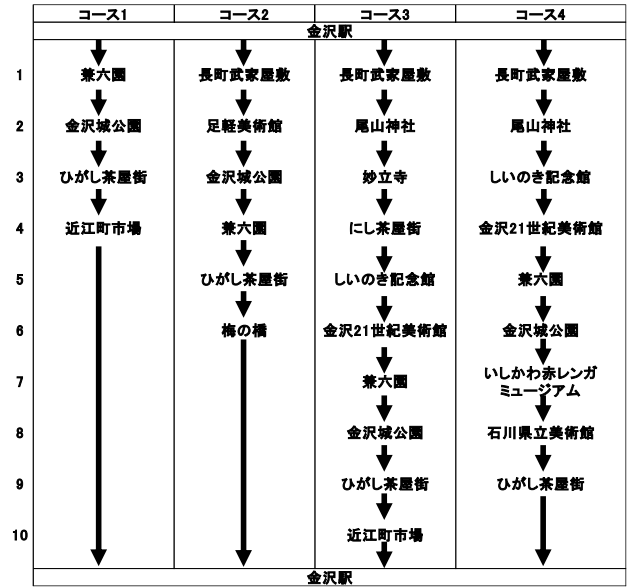 コース1 コース2 コース3 コース4
金沢駅
1 兼六園 長町武家屋敷 長町武家屋敷 長町武家屋敷
2 金沢城公園 足軽美術館 尾山神社 尾山神社
3 ひがし茶屋街 金沢城公園 妙立寺 しいのき記念館
4 近江町市場 兼六園 にし茶屋街 金沢21世紀美術館
5 ひがし茶屋街 しいのき記念館 兼六園
6 梅の橋 金沢21世紀美術館 金沢城公園
7 兼六園 いしかわ赤レンガ
ミュージアム
8 金沢城公園 石川県立美術館
9 ひがし茶屋街 ひがし茶屋街
10 近江町市場
金沢駅